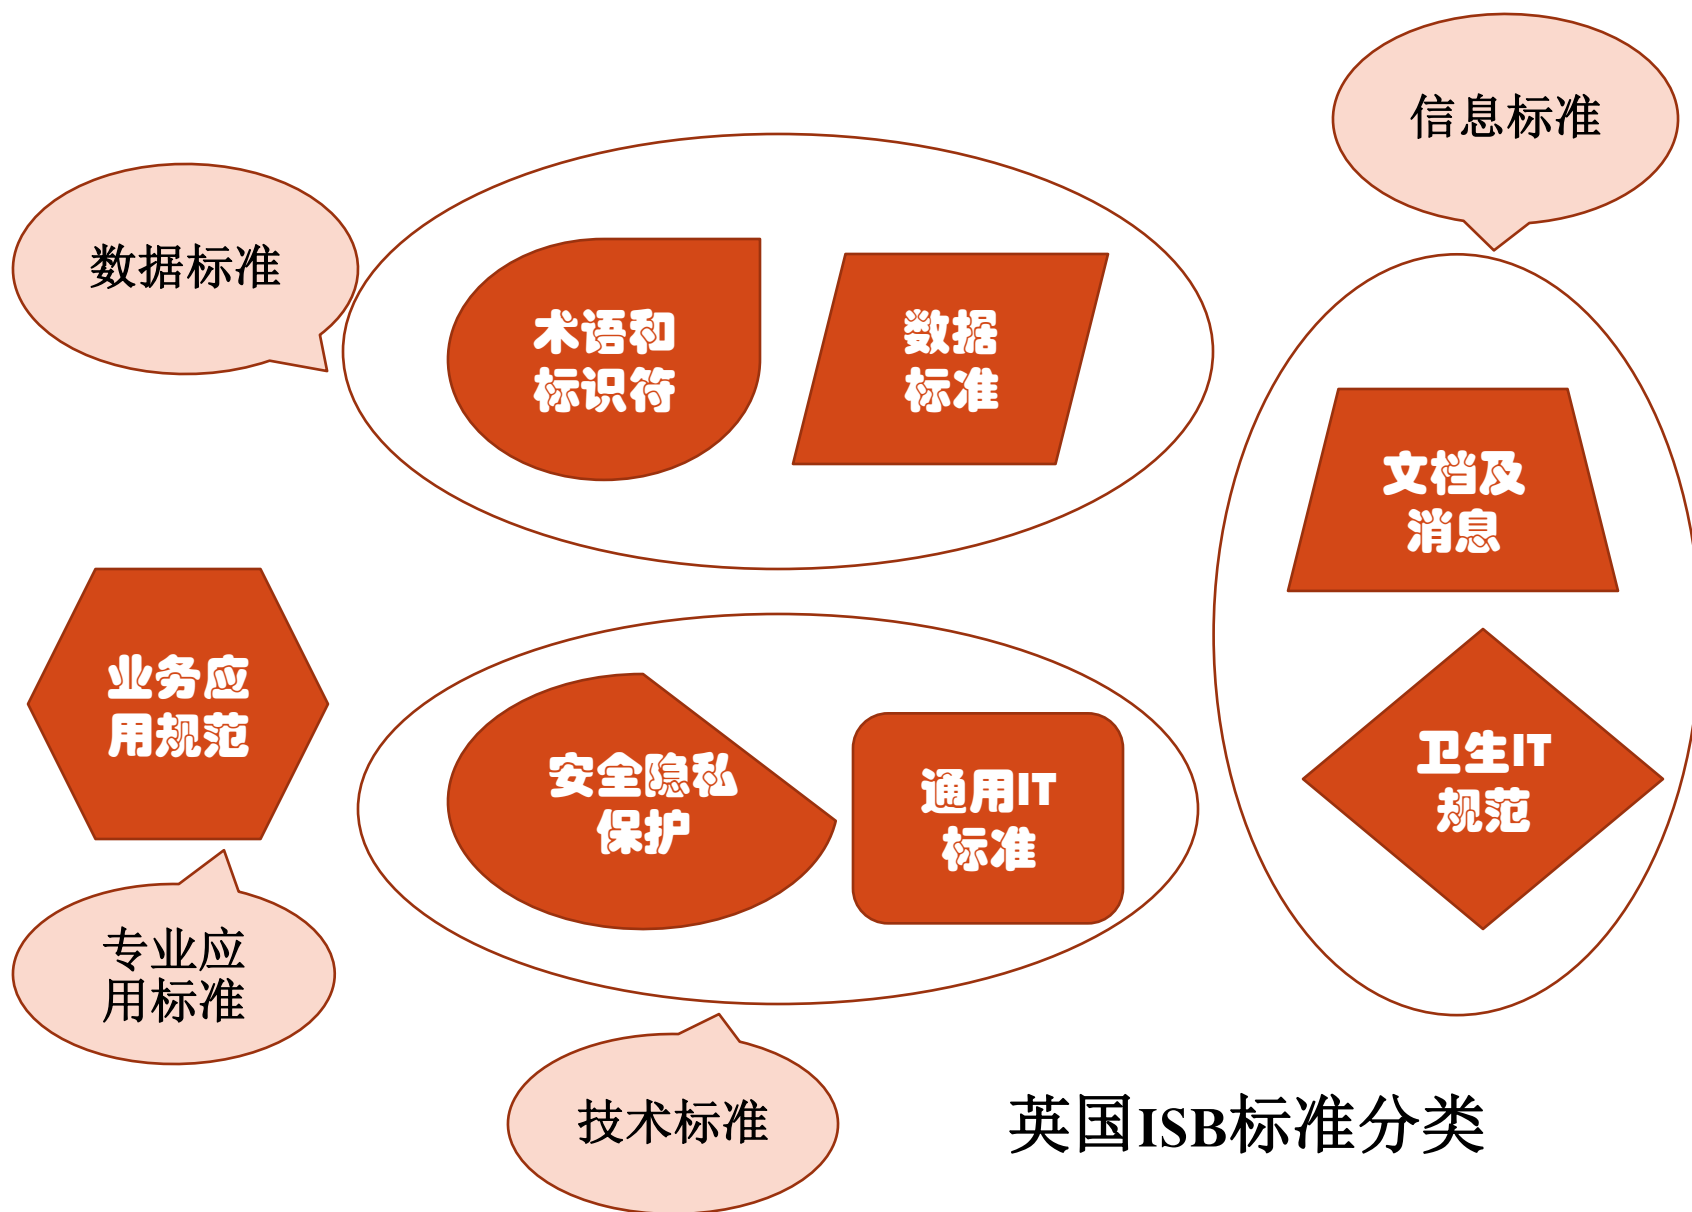 信息标准
数据标准
术语和
标识符
数据
标准
文档及
消息
业务应
用规范
安全隐私
保护
通用IT
标准
卫生IT
规范
专业应
用标准
技术标准
英国ISB标准分类